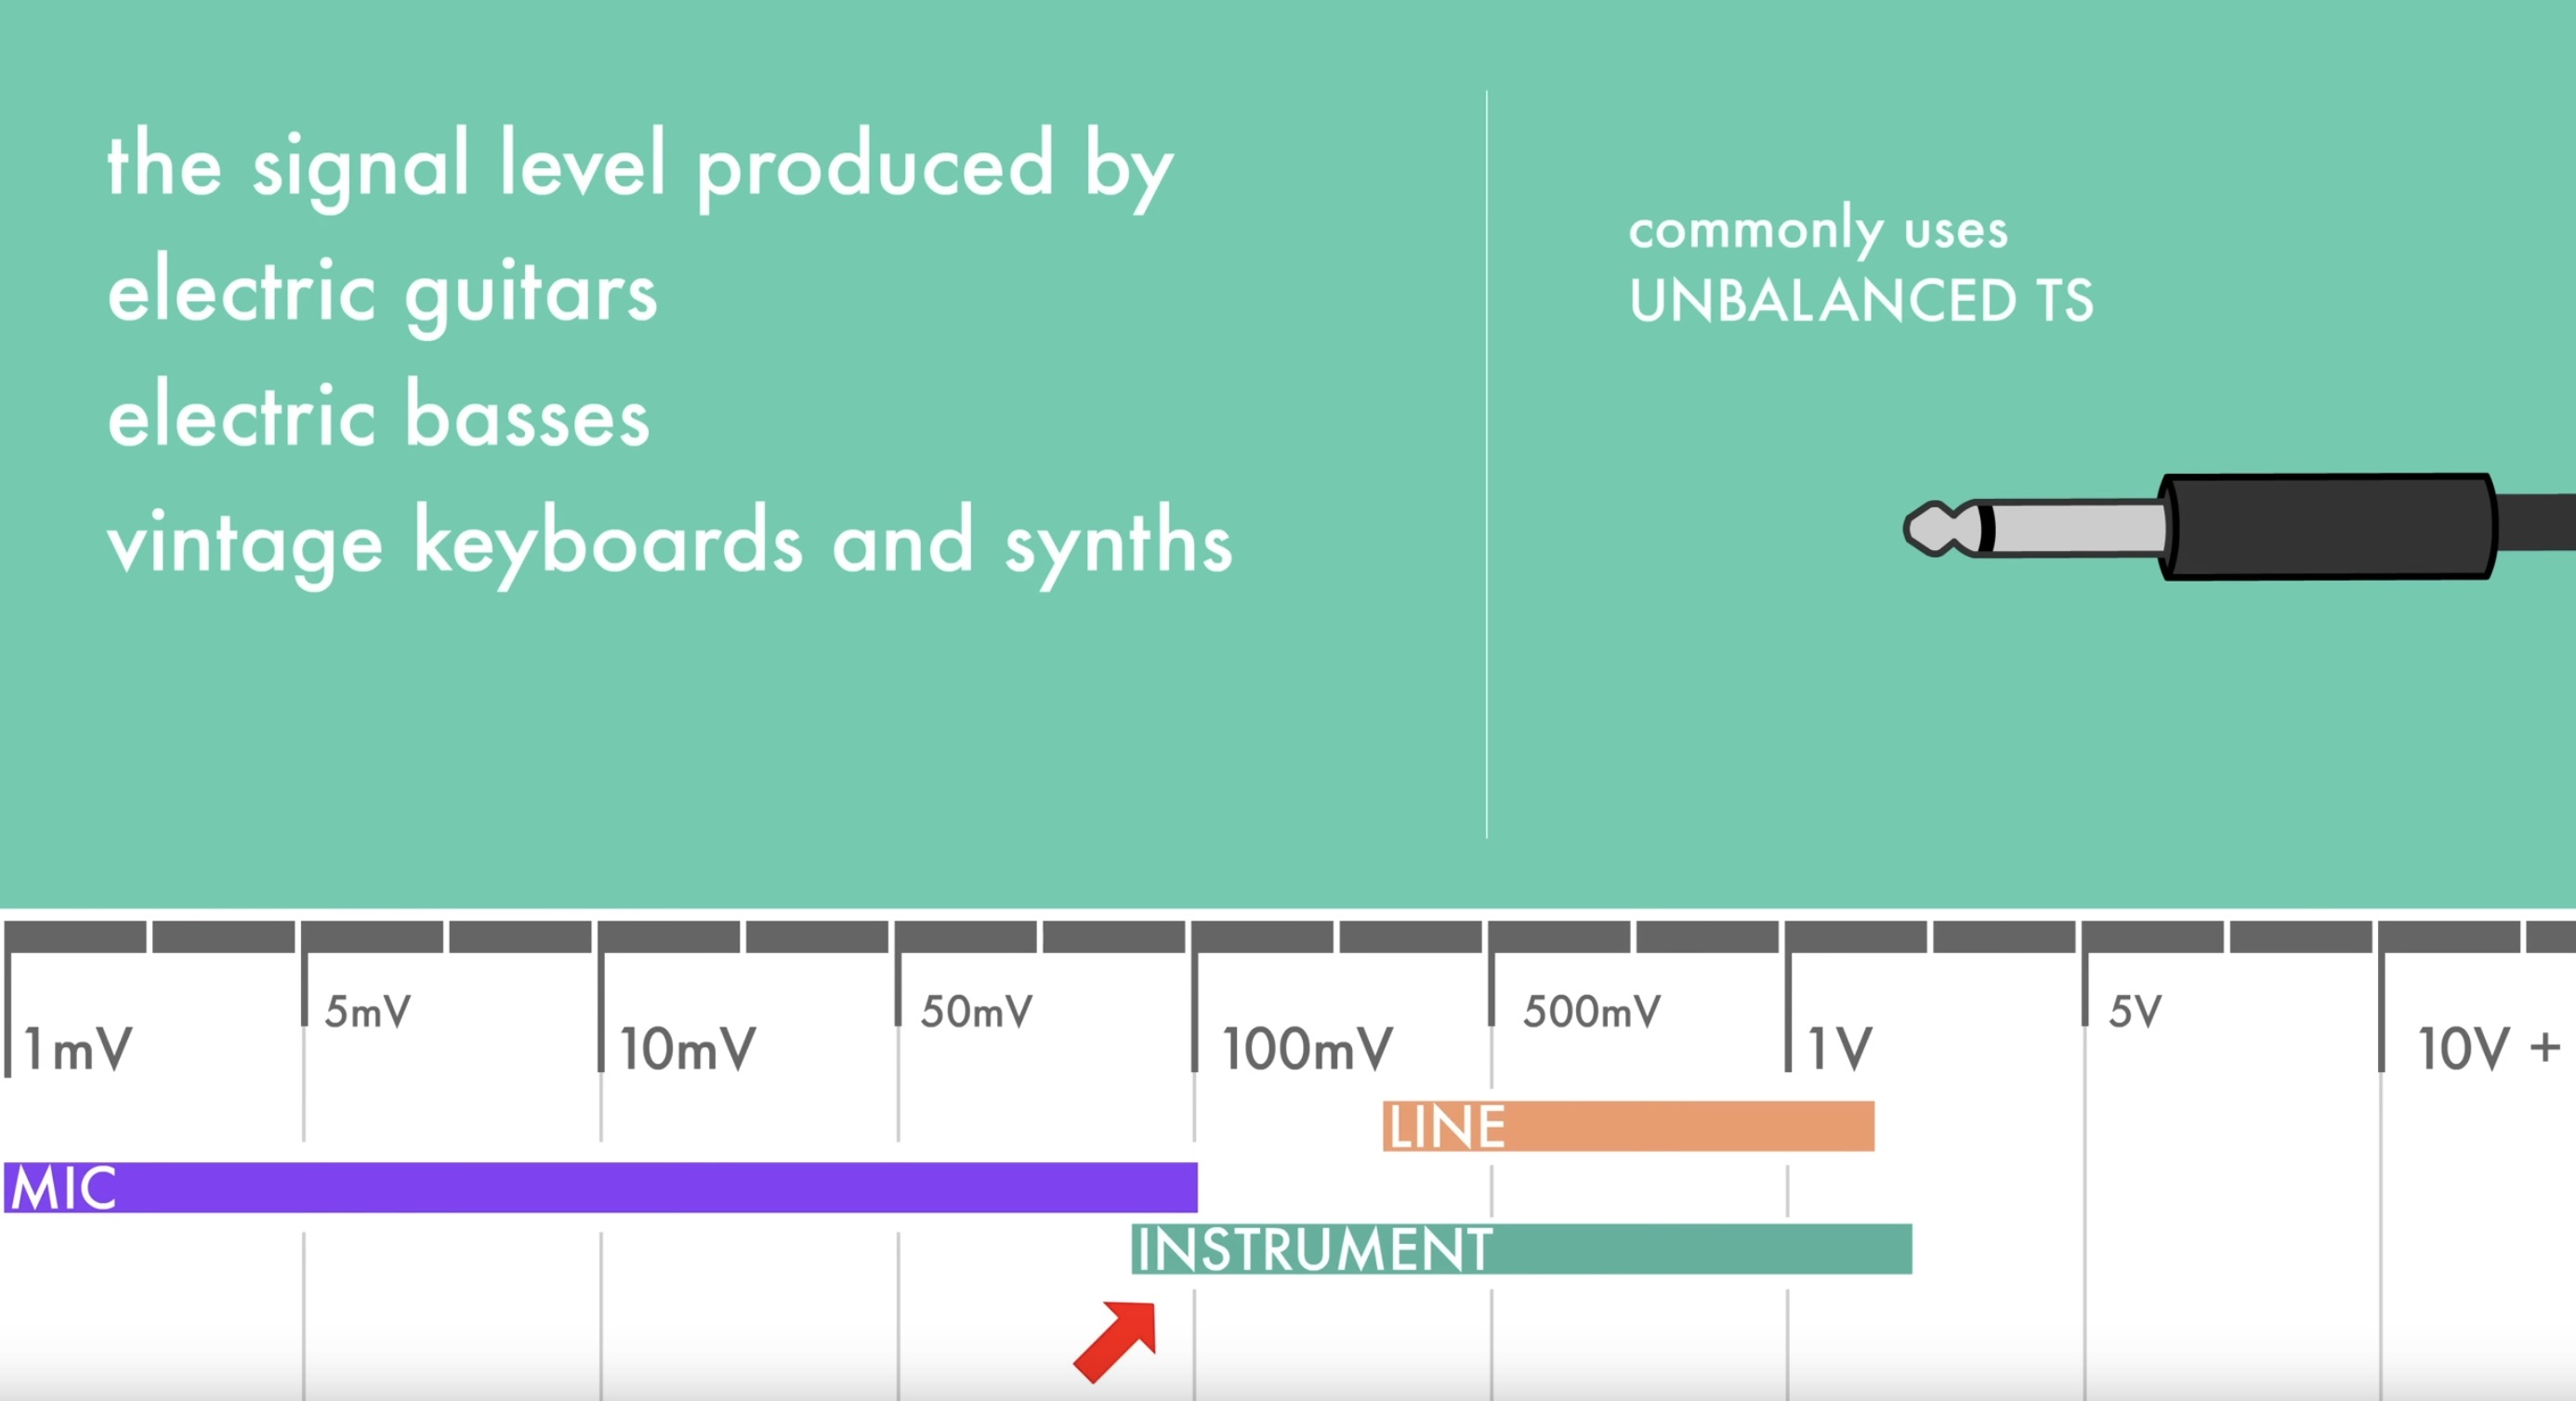 the signal level produced by
electric guitars
electric basses
vintage keyboards and synths
commonly uses
UNBALANCED TS
1mV
5mV
10mV
50mV
100mV
500mV
1V
5V
10V +
LINE
MIC
INSTRUMENT